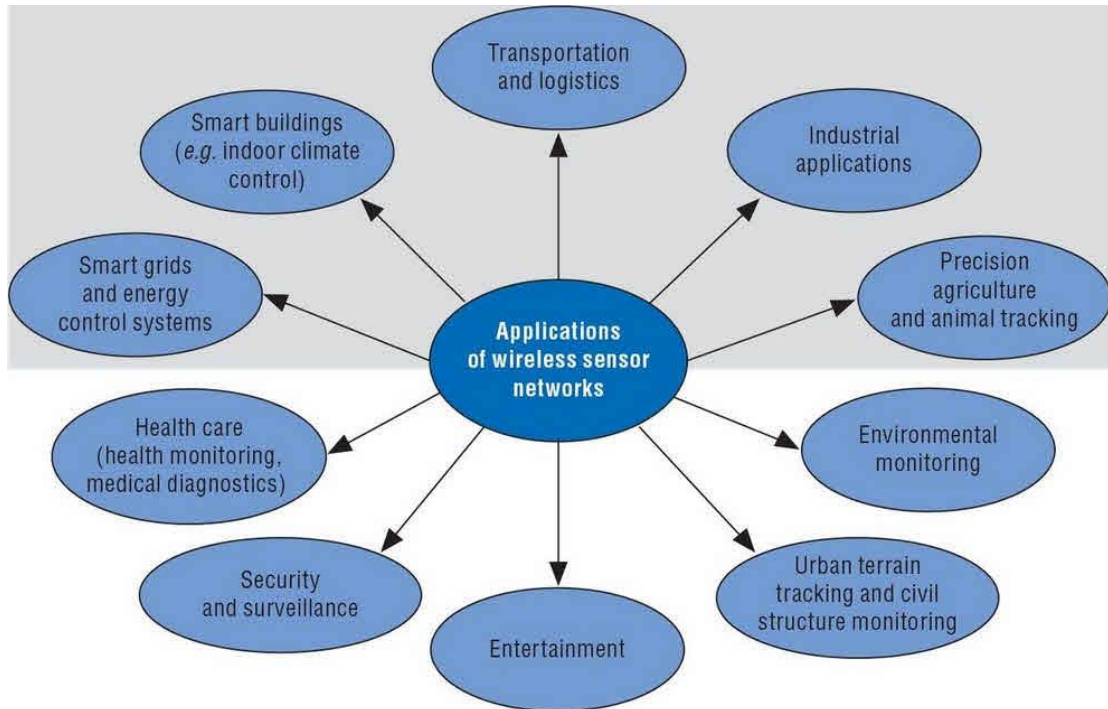 Transportation
and logistics
Smart buildings
(e.g. indoor climate
control)
Industrial
applications
Smart grids
and energy
control systems
Precision
agriculture
and animal tracking
Applications
of wireless sensor
networks
Health care
(health monitoring,
medical diagnostics)
Environmental
monitoring
Security
and surveillance
Urban terrain
tracking and civil
structure monitoring
Entertainment